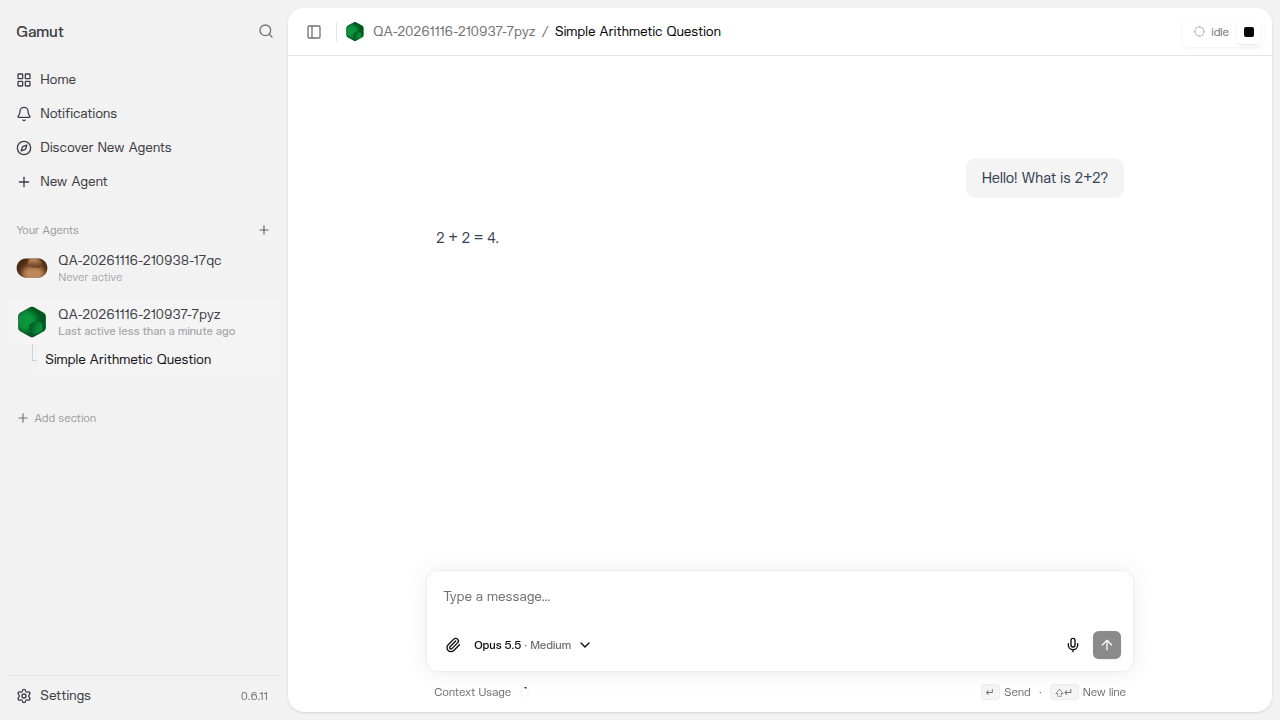 Gamut
Home
Notifications
Discover New Agents
New Agent
Your Agents
QA-20261116-210938-17qc
Never active
QA-20261116-210937-7pyz
Last active less than a minute ago
Simple Arithmetic Question
Add section
Settings
0.6.11
QA-20261116-210937-7pyz / Simple Arithmetic Question
idle
Hello! What is 2+2?
2 + 2 = 4.
Type a message...
Opus 5.5 · Medium
Context Usage
Send · New line